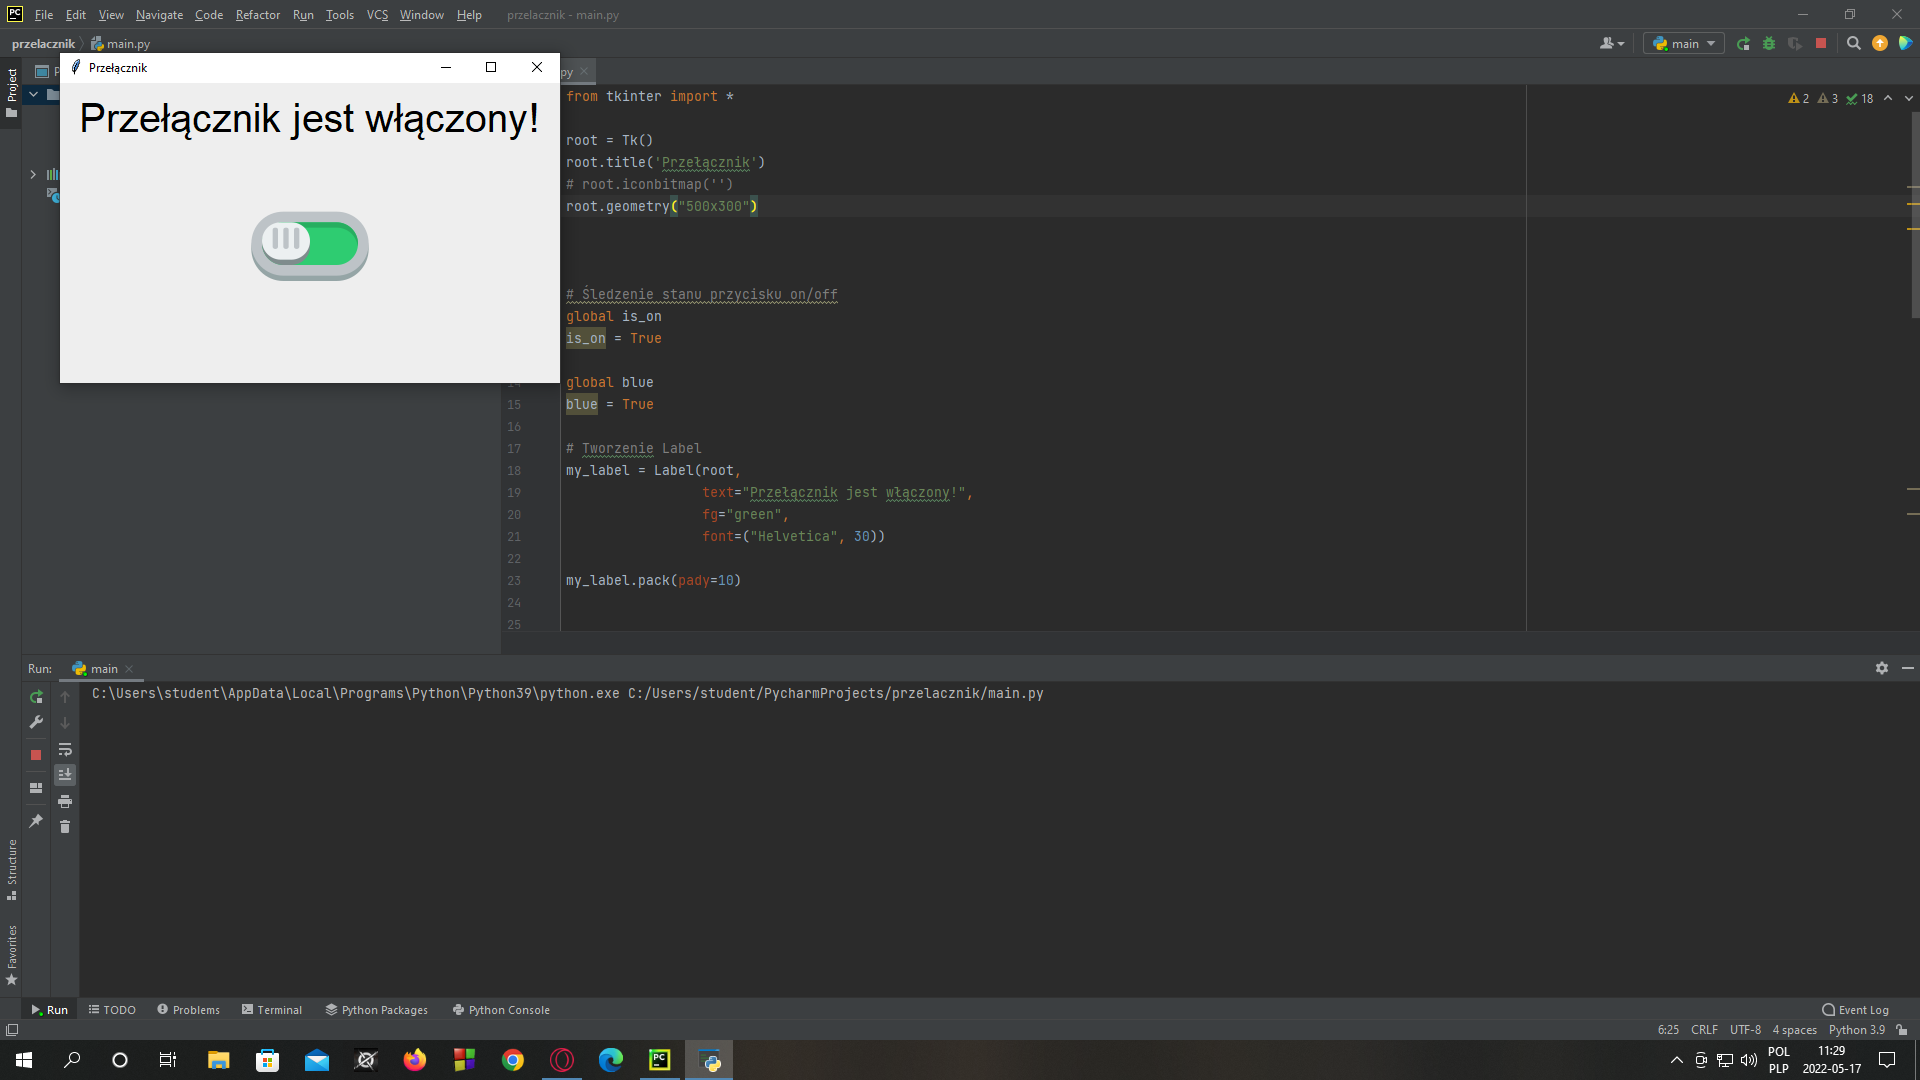 File Edit View Navigate Code Refactor Run Tools VCS Window Help przelacznik - main.py
przelacznik main.py
main
Project
Przełącznik
py
Przełącznik jest włączony!
from tkinter import *
2 3 18
root = Tk()
root.title('Przełącznik')
# root.iconbitmap('')
root.geometry("500x300")
# Śledzenie stanu przycisku on/off
global is_on
is_on = True
14 global blue
15 blue = True
16
17 # Tworzenie Label
18 my_label = Label(root,
19 text="Przełącznik jest włączony!",
20 fg="green",
21 font=("Helvetica", 30))
22
23 my_label.pack(pady=10)
24
25
Run: main
C:\Users\student\AppData\Local\Programs\Python\Python39\python.exe C:/Users/student/PycharmProjects/przelacznik/main.py
Structure
Favorites
Run TODO Problems Terminal Python Packages Python Console Event Log
6:25 CRLF UTF-8 4 spaces Python 3.9
POL 11:29
PLP 2022-05-17